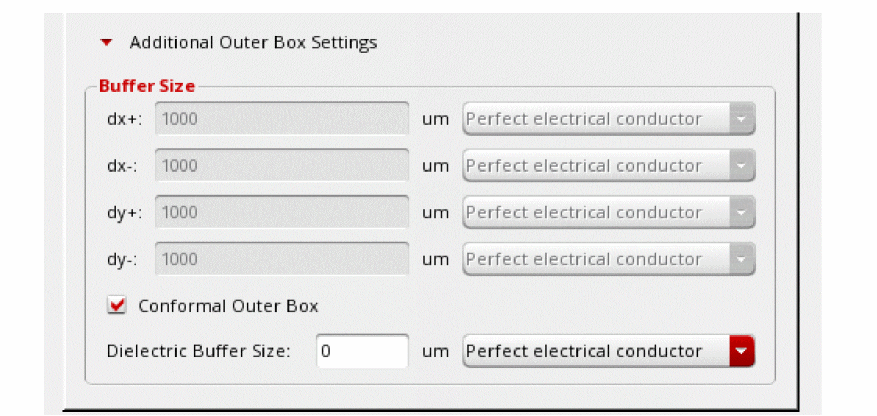 Additional Outer Box Settings
Buffer Size
dx+: 1000 um Perfect electrical conductor
dx-: 1000 um Perfect electrical conductor
dy+: 1000 um Perfect electrical conductor
dy-: 1000 um Perfect electrical conductor
Conformal Outer Box
Dielectric Buffer Size: 0 um Perfect electrical conductor